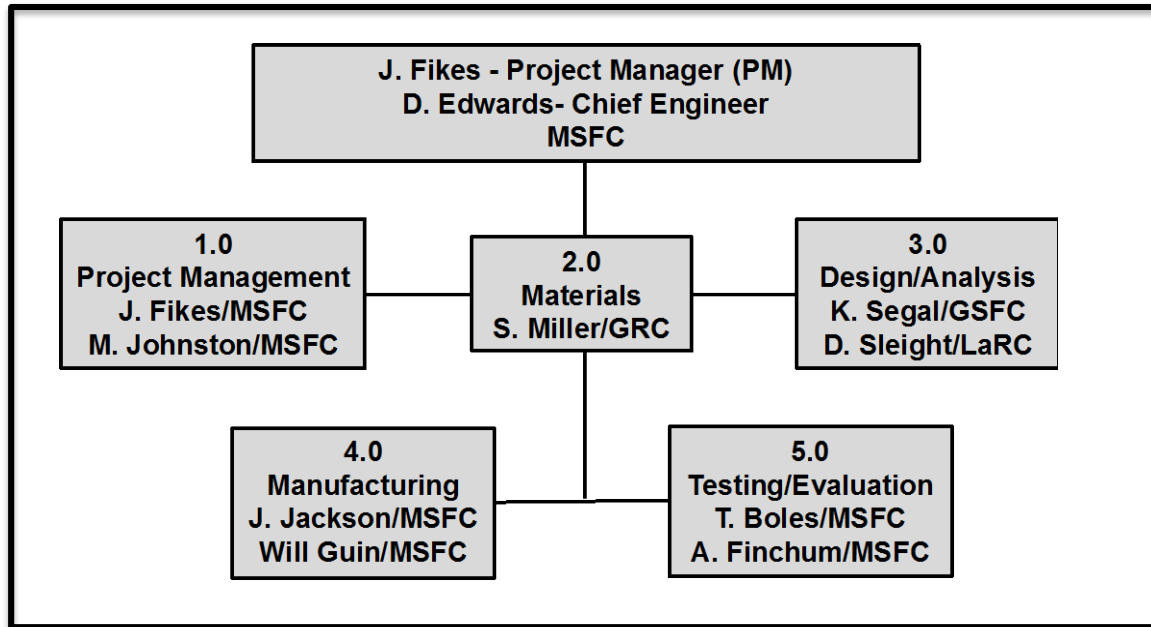 J. Fikes - Project Manager (PM)
D. Edwards- Chief Engineer
MSFC
1.0
Project Management
J. Fikes/MSFC
M. Johnston/MSFC
2.0
Materials
S. Miller/GRC
3.0
Design/Analysis
K. Segal/GSFC
D. Sleight/LaRC
4.0
Manufacturing
J. Jackson/MSFC
Will Guin/MSFC
5.0
Testing/Evaluation
T. Boles/MSFC
A. Finchum/MSFC